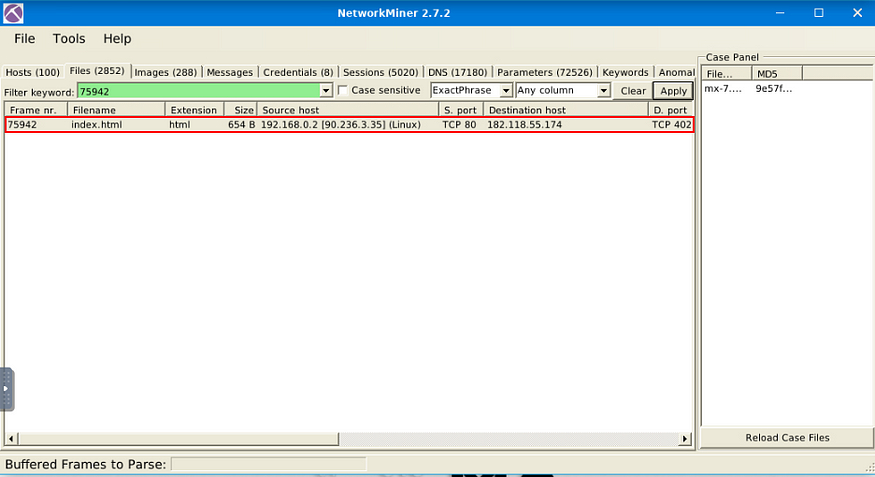 NetworkMiner 2.7.2
File Tools Help
Hosts (100) Files (2852) Images (288) Messages Credentials (8) Sessions (5020) DNS (17180) Parameters (72526) Keywords Anomal
Filter keyword: 75942 Case sensitive ExactPhrase Any column Clear Apply
Frame nr. Filename Extension Size Source host S. port Destination host D. port
75942 index.html html 654 B 192.168.0.2 [90.236.3.35] (Linux) TCP 80 182.118.55.174 TCP 402
Case Panel
File... MD5
mx-7.... 9e57f...
Reload Case Files
Buffered Frames to Parse: